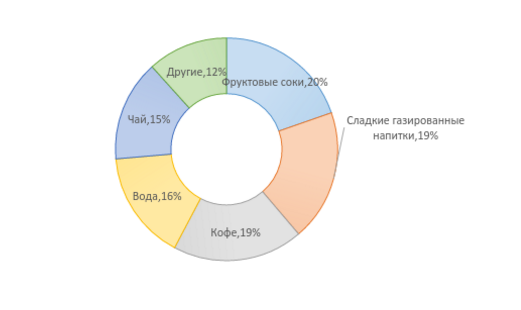 Другие,12%
Фруктовые соки,20%
Сладкие газированные
напитки,19%
Чай,15%
Вода,16%
Кофе,19%